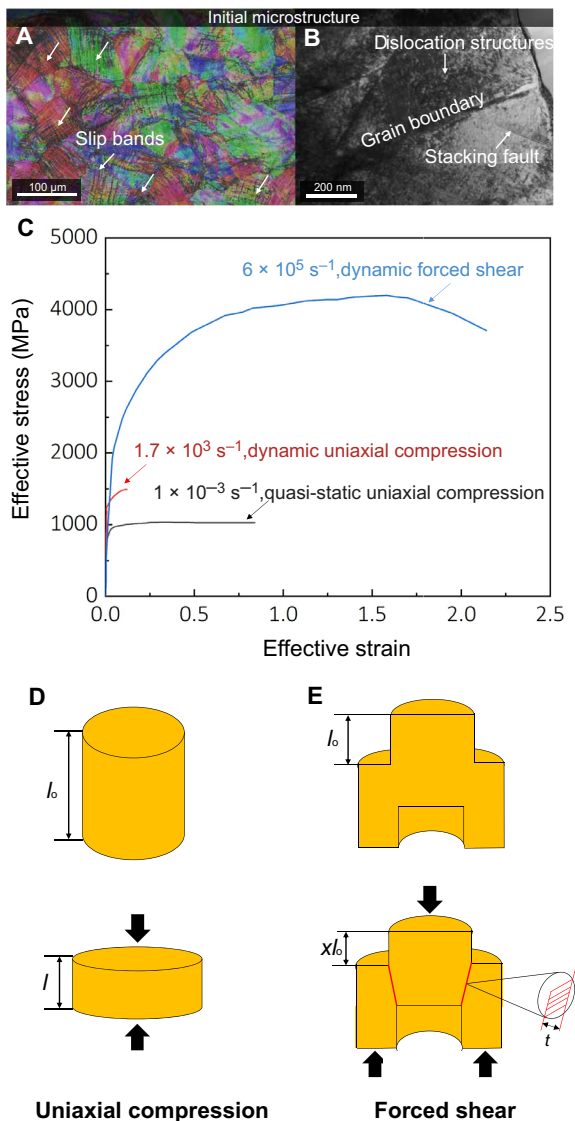 Initial microstructure
A
B
Slip bands
100 μm
Dislocation structures
Grain boundary
Stacking fault
200 nm
C
Effective stress (MPa)
5000
4000
3000
2000
1000
0
6 × 10⁵ s⁻¹,dynamic forced shear
1.7 × 10³ s⁻¹,dynamic uniaxial compression
1 × 10⁻³ s⁻¹,quasi-static uniaxial compression
0.0 0.5 1.0 1.5 2.0 2.5
Effective strain
D
E
lo
lo
l
xlo
t
Uniaxial compression
Forced shear